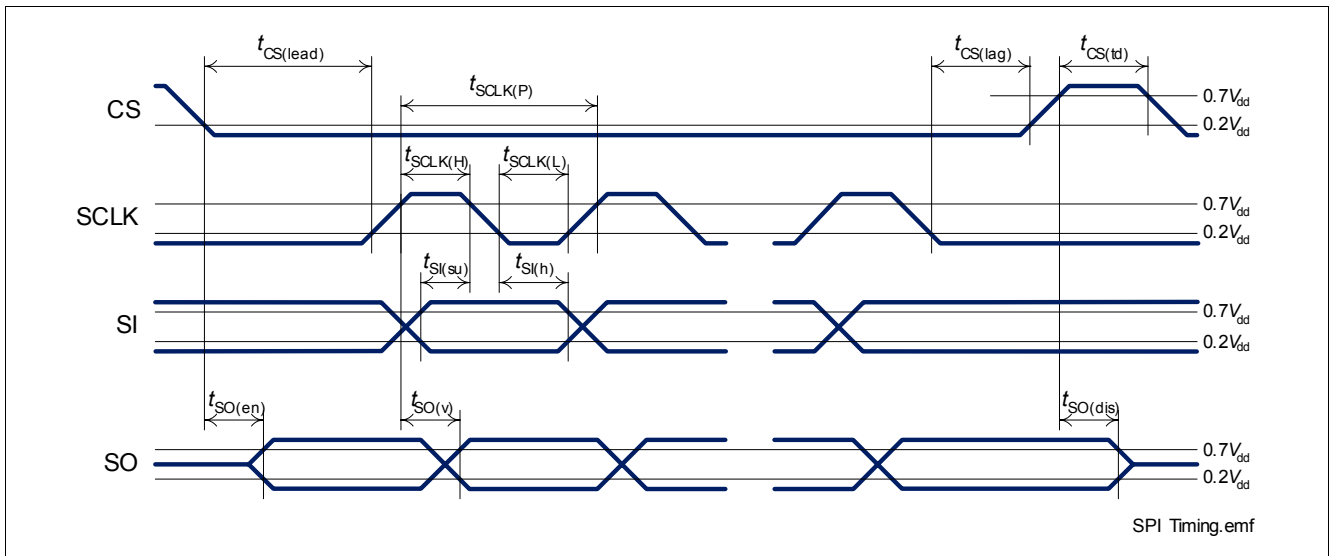 tCS(lead)
tCS(lag)
tCS(td)
tSCLK(P)
CS
0.7Vdd
0.2Vdd
tSCLK(H)
tSCLK(L)
SCLK
0.7Vdd
0.2Vdd
tSI(su)
tSI(h)
SI
0.7Vdd
0.2Vdd
tSO(en)
tSO(v)
tSO(dis)
SO
0.7Vdd
0.2Vdd
SPI Timing.emf